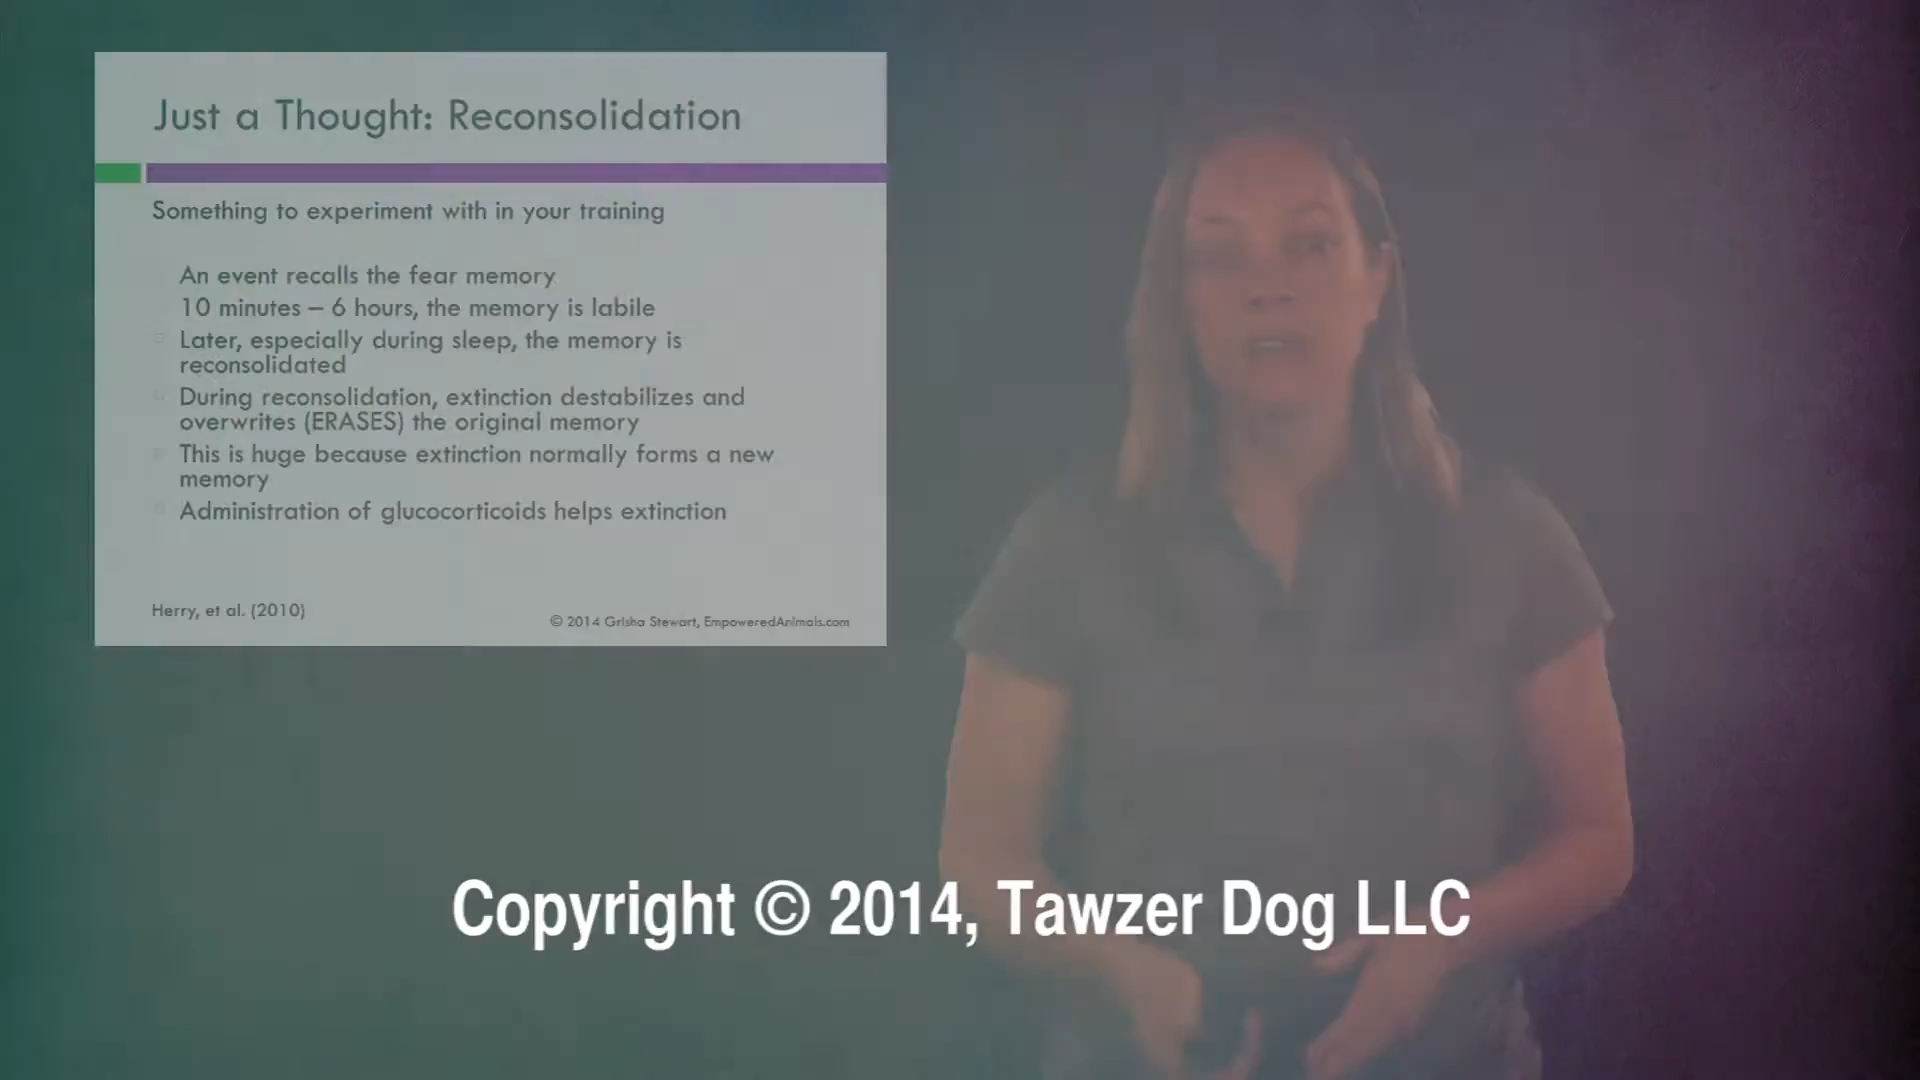 Just a Thought: Reconsolidation
Something to experiment with in your training
An event recalls the fear memory
10 minutes – 6 hours, the memory is labile
Later, especially during sleep, the memory is
reconsolidated
During reconsolidation, extinction destabilizes and
overwrites (ERASES) the original memory
This is huge because extinction normally forms a new
memory
Administration of glucocorticoids helps extinction
Herry, et al. (2010)
© 2014 Grisha Stewart, EmpoweredAnimals.com
Copyright © 2014, Tawzer Dog LLC